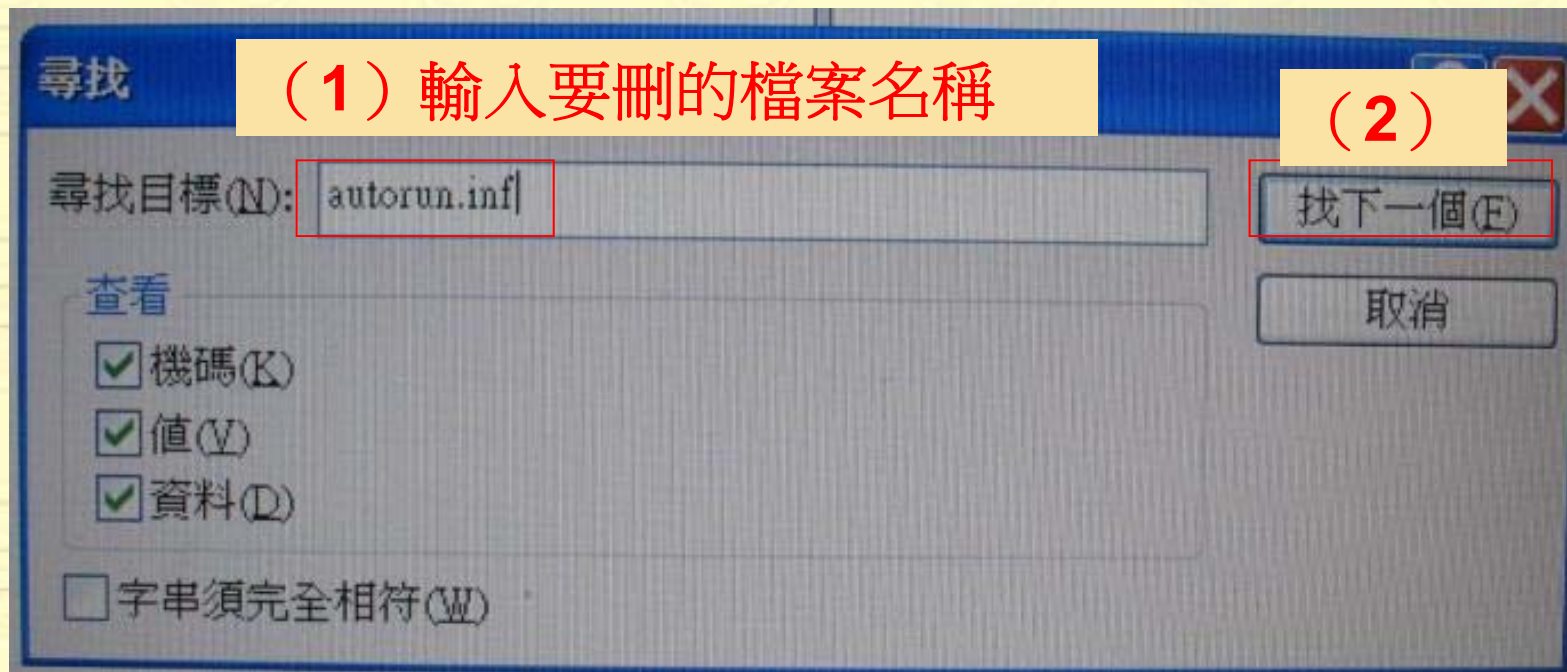 尋找
（1）輸入要刪的檔案名稱
（2）
尋找目標(N): autorun.inf
找下一個(F)
查看
取消
機碼(K)
值(V)
資料(D)
字串須完全相符(W)